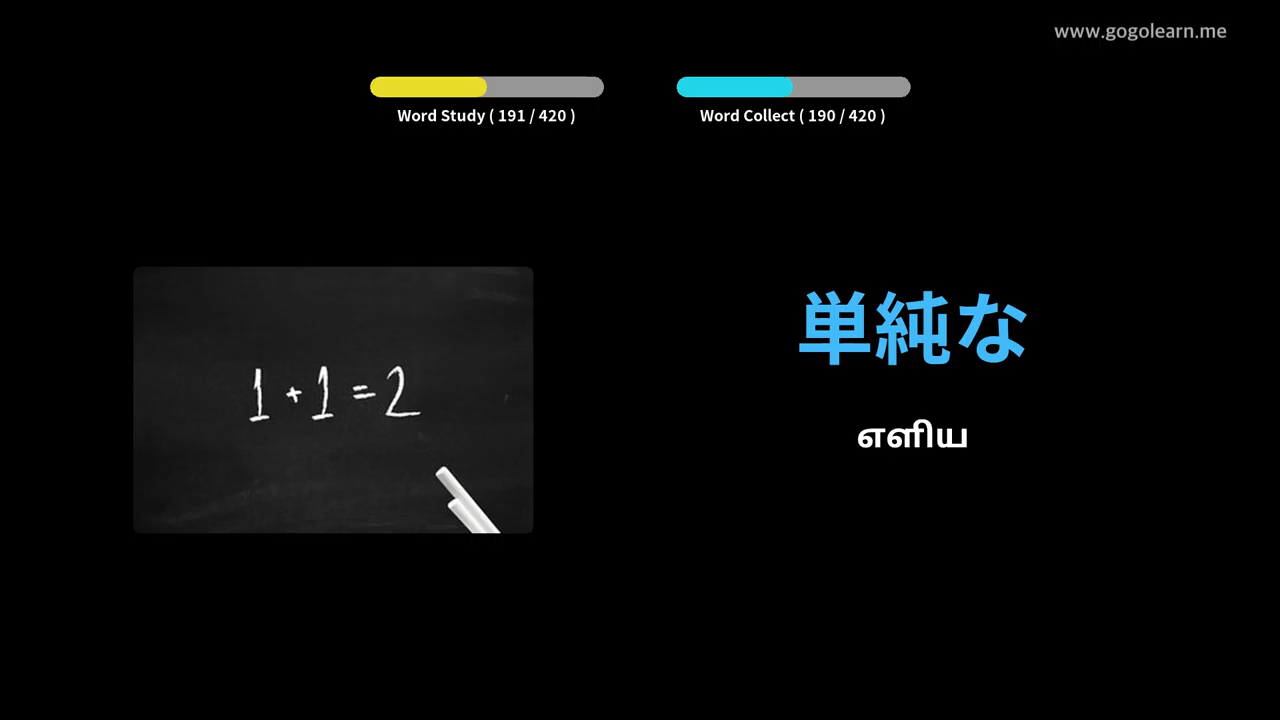 www.gogolearn.me
Word Study ( 191 / 420 )
Word Collect ( 190 / 420 )
1 + 1 = 2
単純な
எளிய